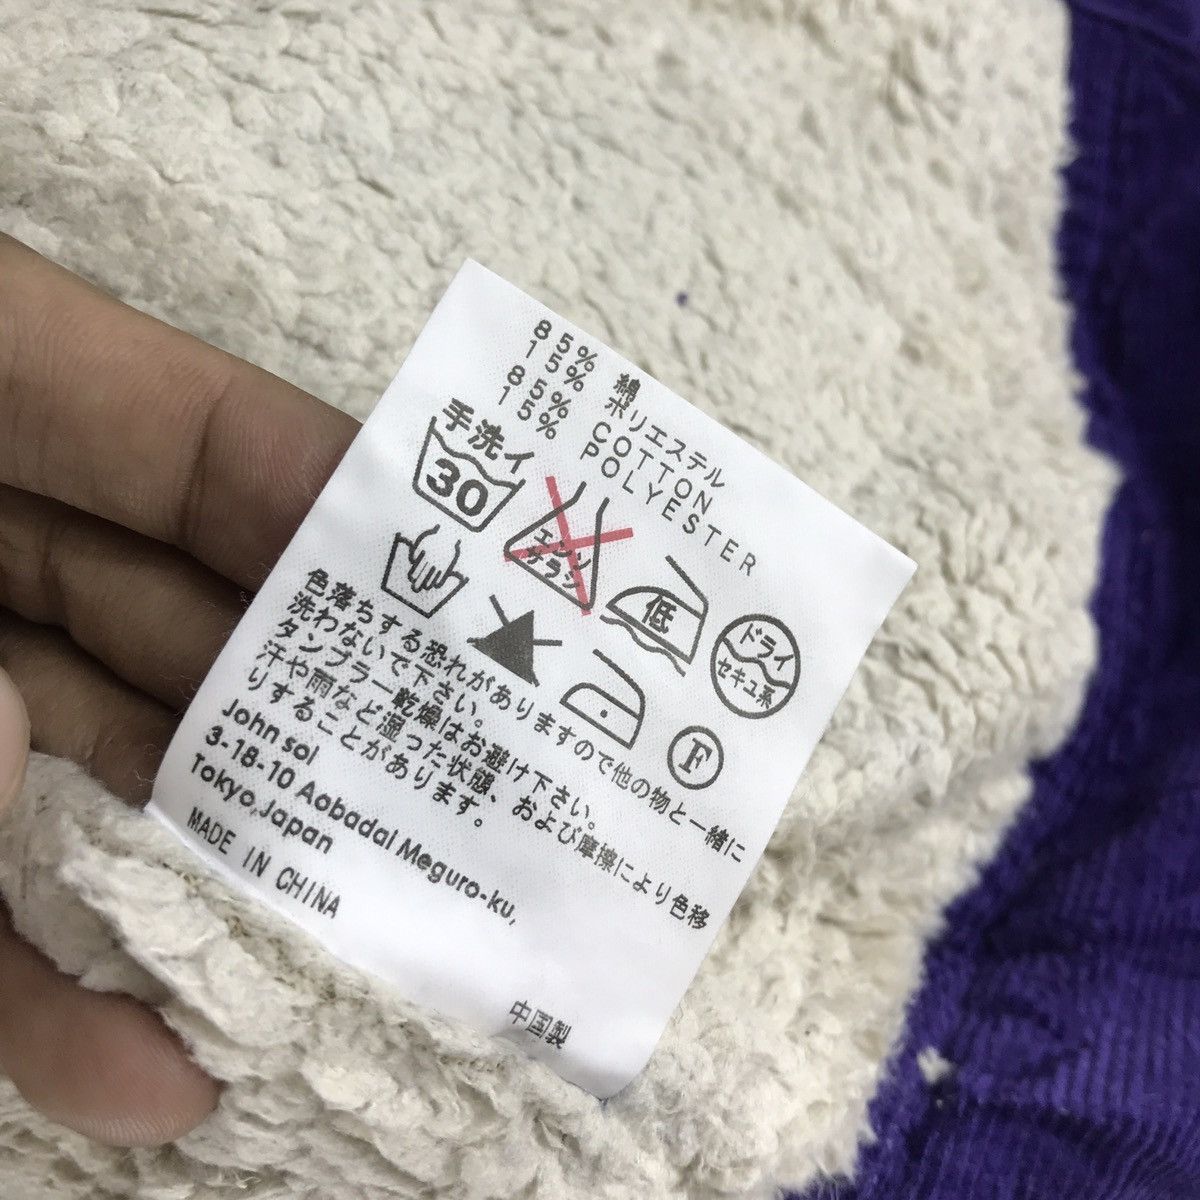 85% 綿
15% ポリエステル
85% COTTON
15% POLYESTER
手洗イ
30
エンソ
サラシ
低
ドライ
セキユ系
F
色落ちする恐れがありますので他の物と一緒に
洗わないで下さい。
タンブラー乾燥はお避け下さい。
汗や雨など湿った状態、および摩擦により色移
りすることがあります。
John sol
3-18-10 Aobadai Meguro-ku,
Tokyo,Japan
MADE IN CHINA
中国製